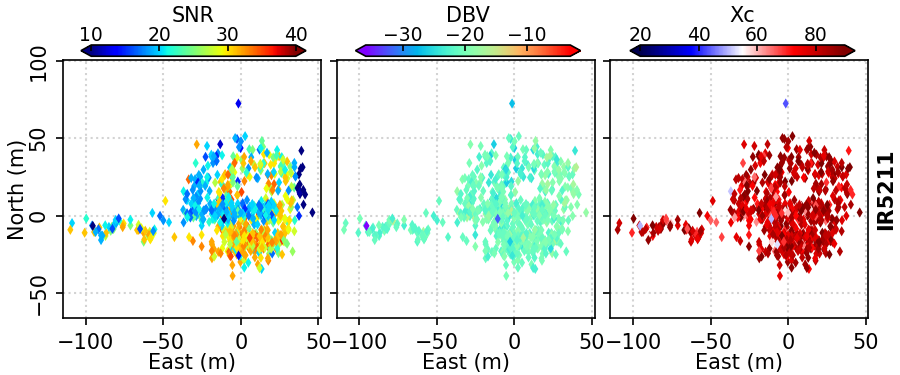 SNR DBV Xc
10 20 30 40 −30 −20 −10 20 40 60 80
100
50
0
−50
North (m)
IR5211
−100 −50 0 50 −100 −50 0 50 −100 −50 0 50
East (m) East (m) East (m)